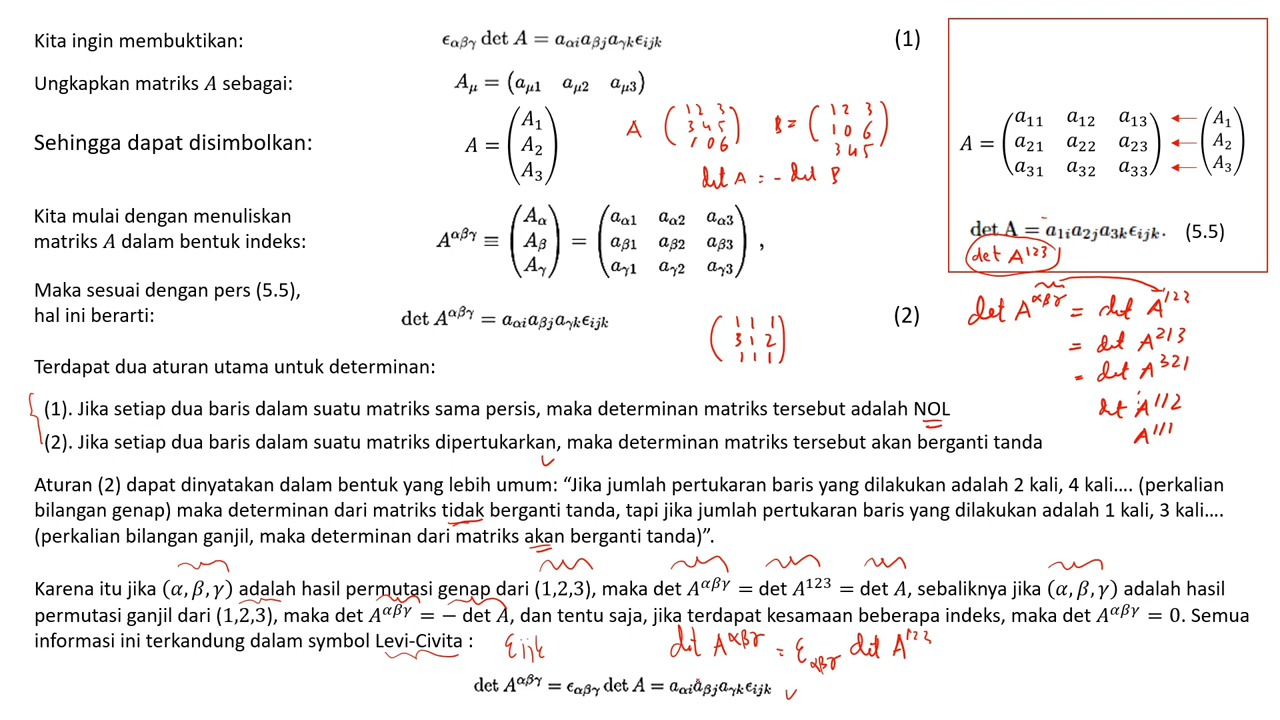 Kita ingin membuktikan: ϵαβγ det A = aαi aβj aγk ϵijk (1)
Ungkapkan matriks A sebagai: Aμ = (aμ1 aμ2 aμ3)
Sehingga dapat disimbolkan: A = (A1 A2 A3)
A (1 2 3
3 4 5
1 0 6)
B = (1 2 3
1 0 6
3 4 5)
det A = - det B
A = (a11 a12 a13 ← (A1
a21 a22 a23 ← A2
a31 a32 a33) ← A3)
det A = a1i a2j a3k ϵijk. (5.5)
det A^123
Kita mulai dengan menuliskan
matriks A dalam bentuk indeks: A^αβγ ≡ (Aα Aβ Aγ) = (aα1 aα2 aα3
aβ1 aβ2 aβ3
aγ1 aγ2 aγ3),
Maka sesuai dengan pers (5.5),
hal ini berarti: det A^αβγ = aαi aβj aγk ϵijk (2)
(1 1 1
3 1 2
1 1 1)
det A^αβγ = det A^123
= det A^213
= det A^321
det A^112
A^111
Terdapat dua aturan utama untuk determinan:
(1). Jika setiap dua baris dalam suatu matriks sama persis, maka determinan matriks tersebut adalah NOL
(2). Jika setiap dua baris dalam suatu matriks dipertukarkan, maka determinan matriks tersebut akan berganti tanda
Aturan (2) dapat dinyatakan dalam bentuk yang lebih umum: “Jika jumlah pertukaran baris yang dilakukan adalah 2 kali, 4 kali…. (perkalian
bilangan genap) maka determinan dari matriks tidak berganti tanda, tapi jika jumlah pertukaran baris yang dilakukan adalah 1 kali, 3 kali….
(perkalian bilangan ganjil, maka determinan dari matriks akan berganti tanda)”.
Karena itu jika (α, β, γ) adalah hasil permutasi genap dari (1,2,3), maka det A^αβγ = det A^123 = det A, sebaliknya jika (α, β, γ) adalah hasil
permutasi ganjil dari (1,2,3), maka det A^αβγ = − det A, dan tentu saja, jika terdapat kesamaan beberapa indeks, maka det A^αβγ = 0. Semua
informasi ini terkandung dalam symbol Levi-Civita : εijk
det A^αβγ = εαβγ det A^123
det A^αβγ = ϵαβγ det A = aαi aβj aγk ϵijk